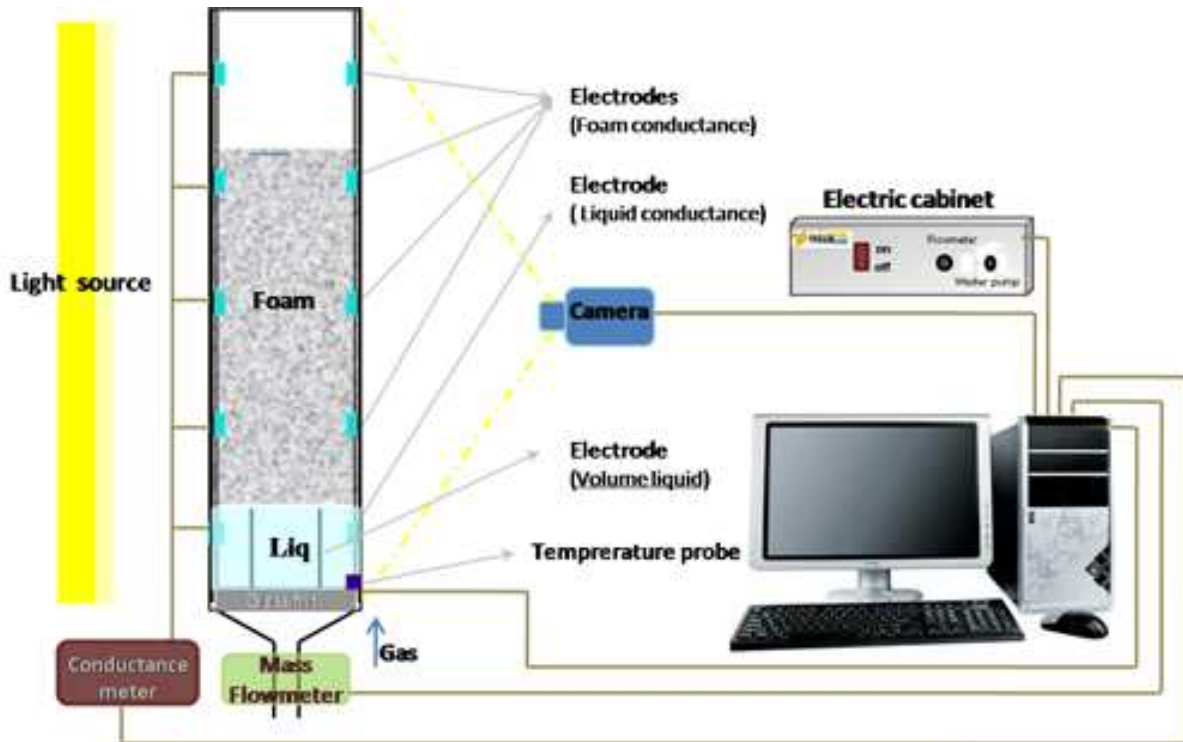 Electrodes
(Foam conductance)
Electrode
( Liquid conductance)
Electric cabinet
on
off
Flowmeter
Water pump
Light source
Foam
Camera
Electrode
(Volume liquid)
Liq
Temprerature probe
Gas
Conductance
meter
Mass
Flowmeter